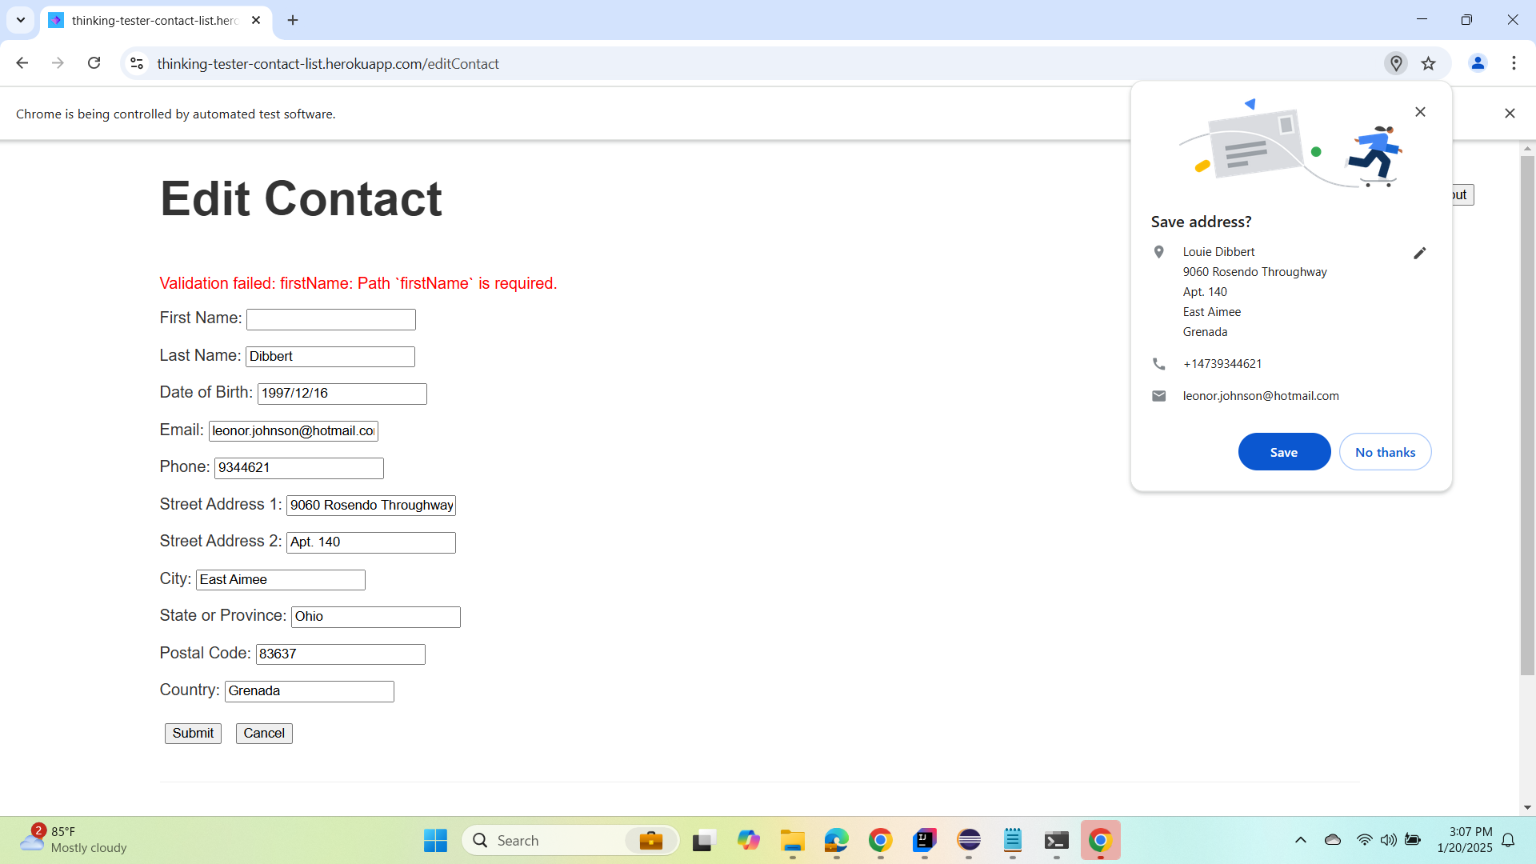 thinking-tester-contact-list.herc
thinking-tester-contact-list.herokuapp.com/editContact
Chrome is being controlled by automated test software.
Edit Contact
out
Validation failed: firstName: Path `firstName` is required.
First Name:
Last Name: Dibbert
Date of Birth: 1997/12/16
Email: leonor.johnson@hotmail.co
Phone: 9344621
Street Address 1: 9060 Rosendo Throughway
Street Address 2: Apt. 140
City: East Aimee
State or Province: Ohio
Postal Code: 83637
Country: Grenada
Submit Cancel
Save address?
Louie Dibbert
9060 Rosendo Throughway
Apt. 140
East Aimee
Grenada
+14739344621
leonor.johnson@hotmail.com
Save No thanks
2
85°F
Mostly cloudy
Search
3:07 PM
1/20/2025